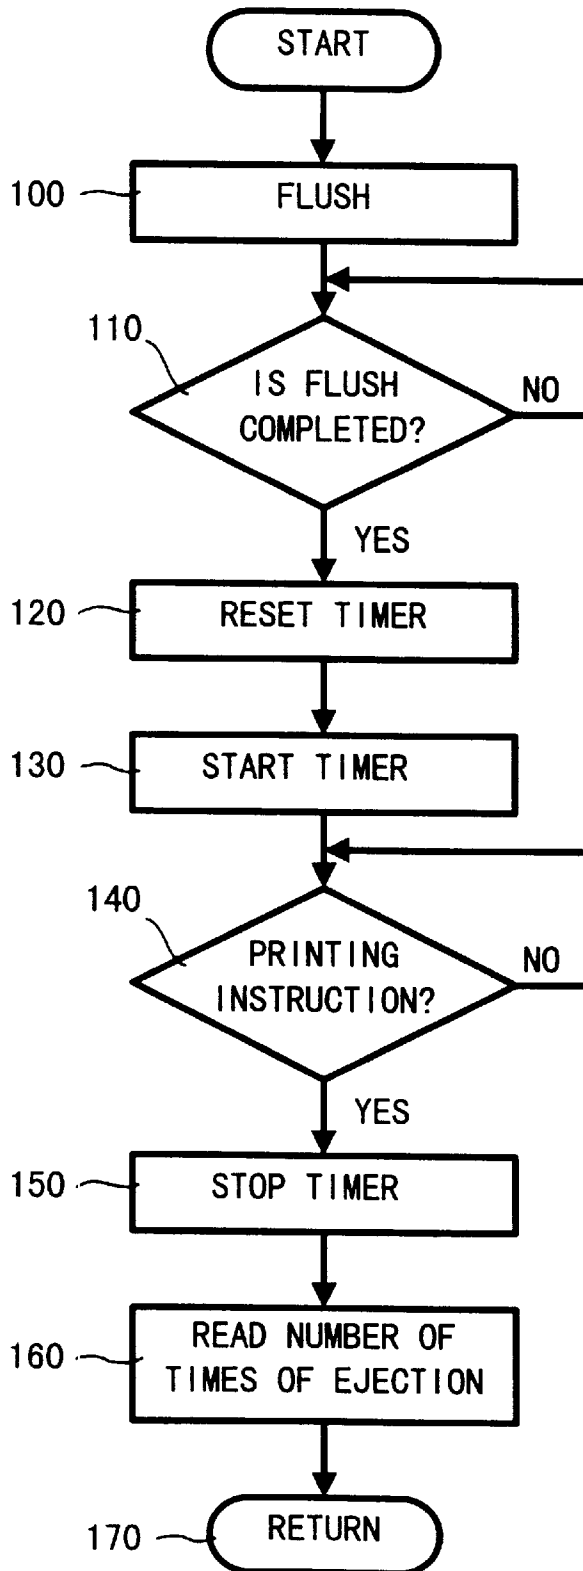 START
100
FLUSH
110
IS FLUSH
COMPLETED?
NO
YES
120
RESET TIMER
130
START TIMER
140
PRINTING
INSTRUCTION?
NO
YES
150
STOP TIMER
160
READ NUMBER OF
TIMES OF EJECTION
170
RETURN